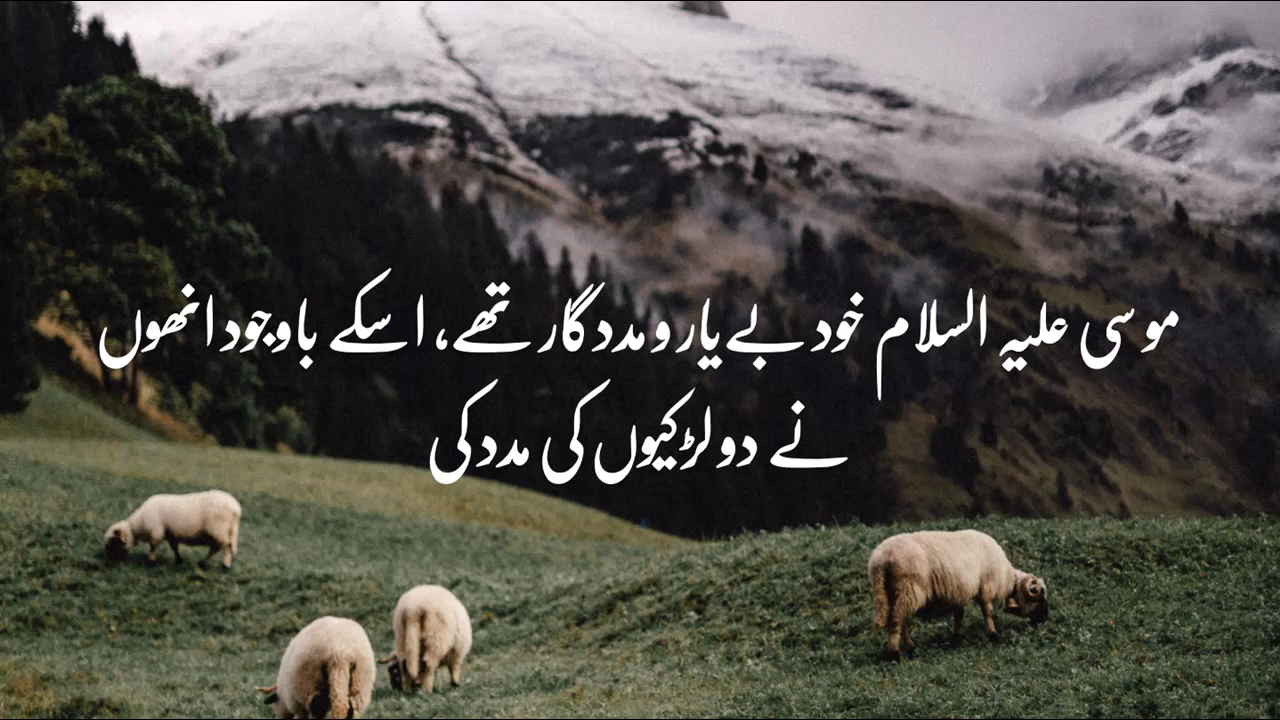 موسی علیہ السلام خود بے یار و مددگار تھے، اسکے باوجود انھوں
نے دو لڑکیوں کی مدد کی